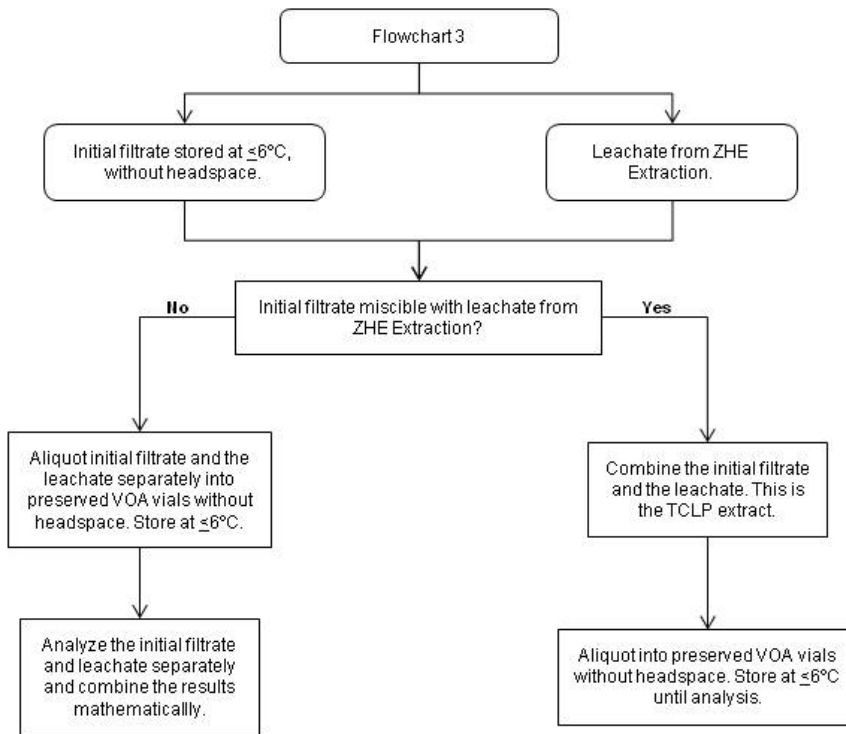 Flowchart 3
Initial filtrate stored at ≤6°C,
without headspace.
Leachate from ZHE
Extraction.
No
Initial filtrate miscible with leachate from
ZHE Extraction?
Yes
Aliquot initial filtrate and the
leachate separately into
preserved VOA vials without
headspace. Store at ≤6°C.
Combine the initial filtrate
and the leachate. This is
the TCLP extract.
Analyze the initial filtrate
and leachate separately
and combine the results
mathematicallly.
Aliquot into preserved VOA vials
without headspace. Store at ≤6°C
until analysis.